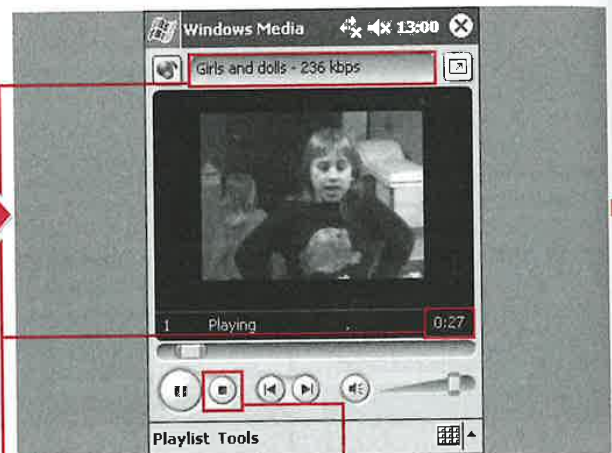 Windows Media 13:00
Girls and dolls - 236 kbps
1 Playing 0:27
Playlist Tools